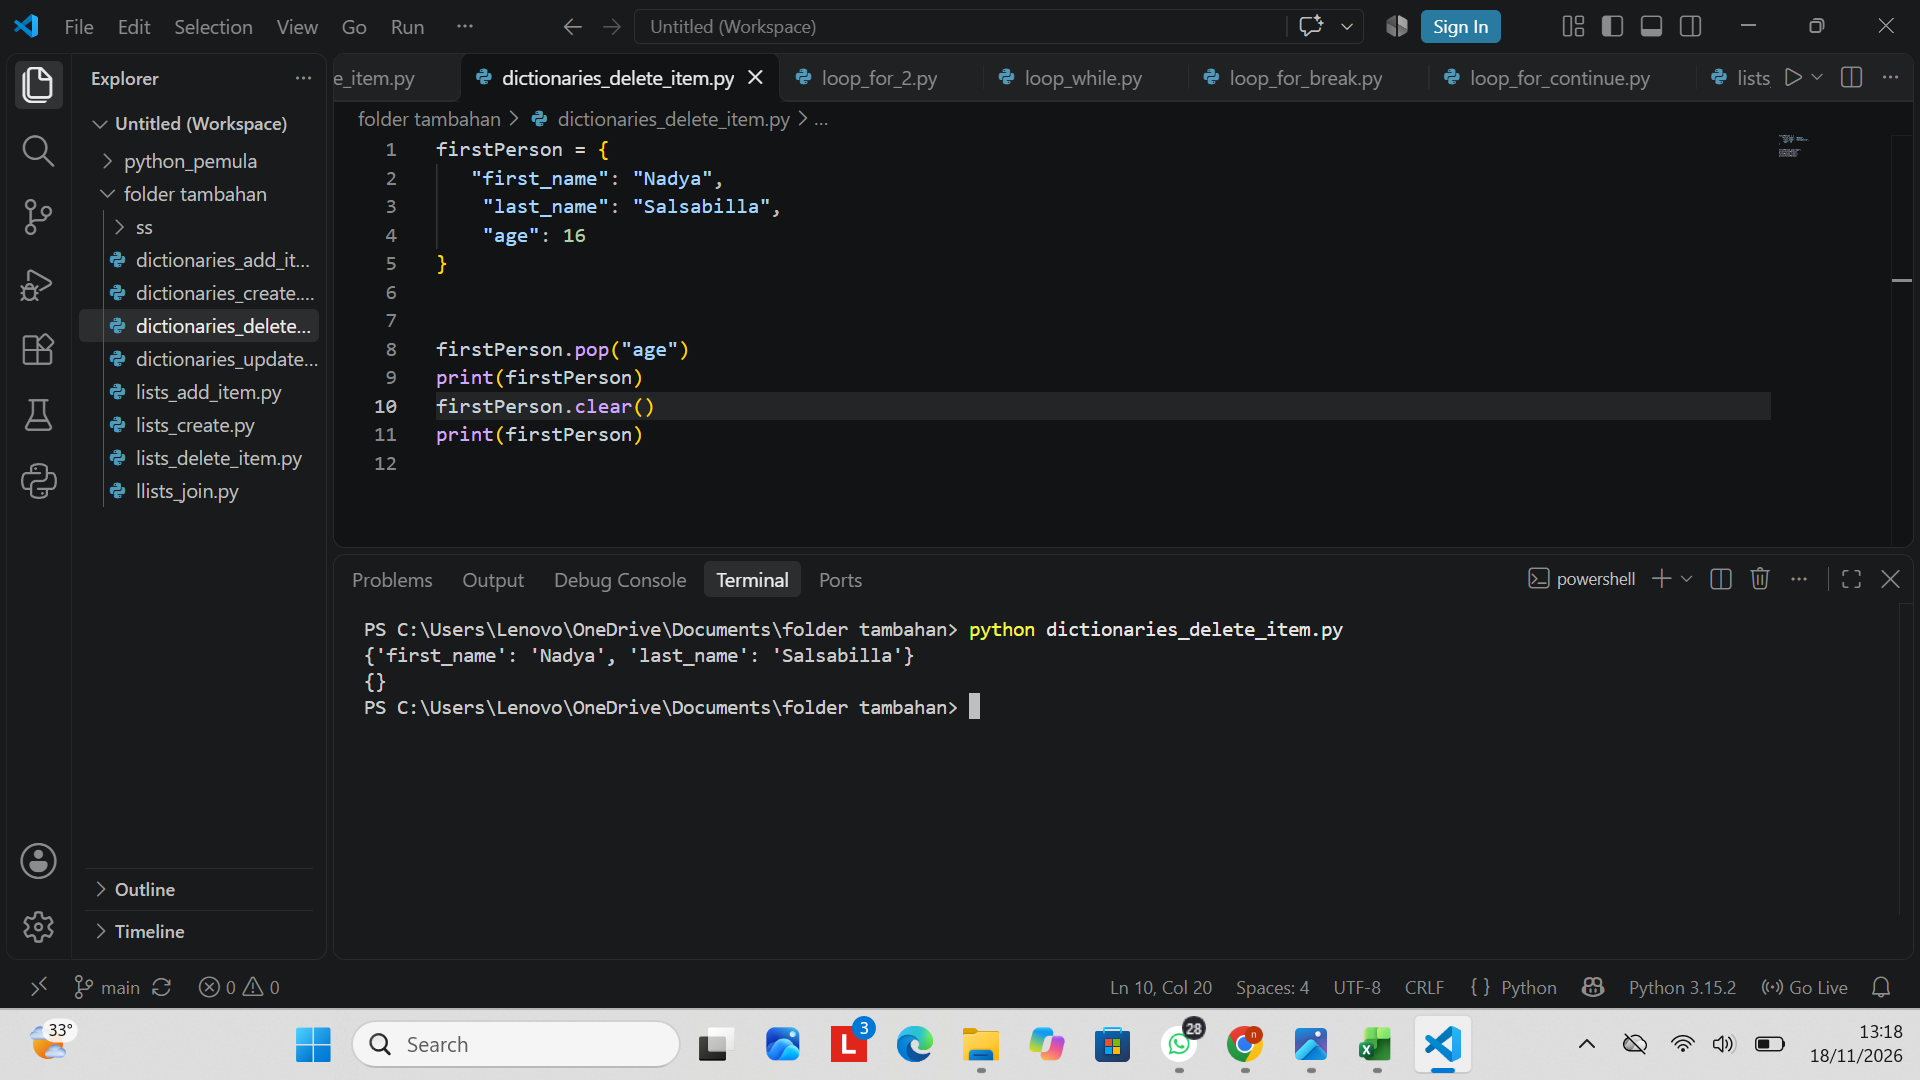 File Edit Selection View Go Run ...
Untitled (Workspace)
Sign In
Explorer ...
e_item.py
dictionaries_delete_item.py
loop_for_2.py
loop_while.py
loop_for_break.py
loop_for_continue.py
lists
Untitled (Workspace)
python_pemula
folder tambahan
ss
dictionaries_add_it...
dictionaries_create....
dictionaries_delete...
dictionaries_update...
lists_add_item.py
lists_create.py
lists_delete_item.py
llists_join.py
Outline
Timeline
folder tambahan > dictionaries_delete_item.py > ...
1 firstPerson = {
2 "first_name": "Nadya",
3 "last_name": "Salsabilla",
4 "age": 16
5 }
6
7
8 firstPerson.pop("age")
9 print(firstPerson)
10 firstPerson.clear()
11 print(firstPerson)
12
Problems Output Debug Console Terminal Ports
powershell
PS C:\Users\Lenovo\OneDrive\Documents\folder tambahan> python dictionaries_delete_item.py
{'first_name': 'Nadya', 'last_name': 'Salsabilla'}
{}
PS C:\Users\Lenovo\OneDrive\Documents\folder tambahan>
main 0 0
Ln 10, Col 20 Spaces: 4 UTF-8 CRLF { } Python Python 3.15.2 Go Live
33°
Search
L 3
28
n
X
13:18
18/11/2026